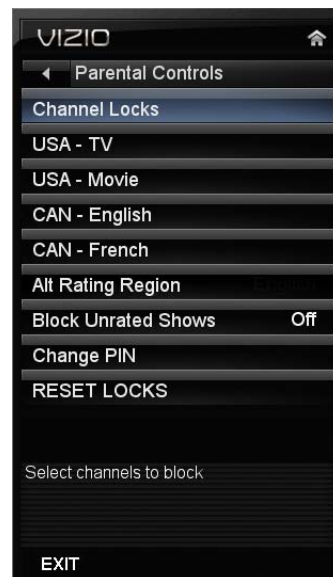 VIZIO
Parental Controls
Channel Locks
USA - TV
USA - Movie
CAN - English
CAN - French
Alt Rating Region
Block Unrated Shows Off
Change PIN
RESET LOCKS
Select channels to block
EXIT